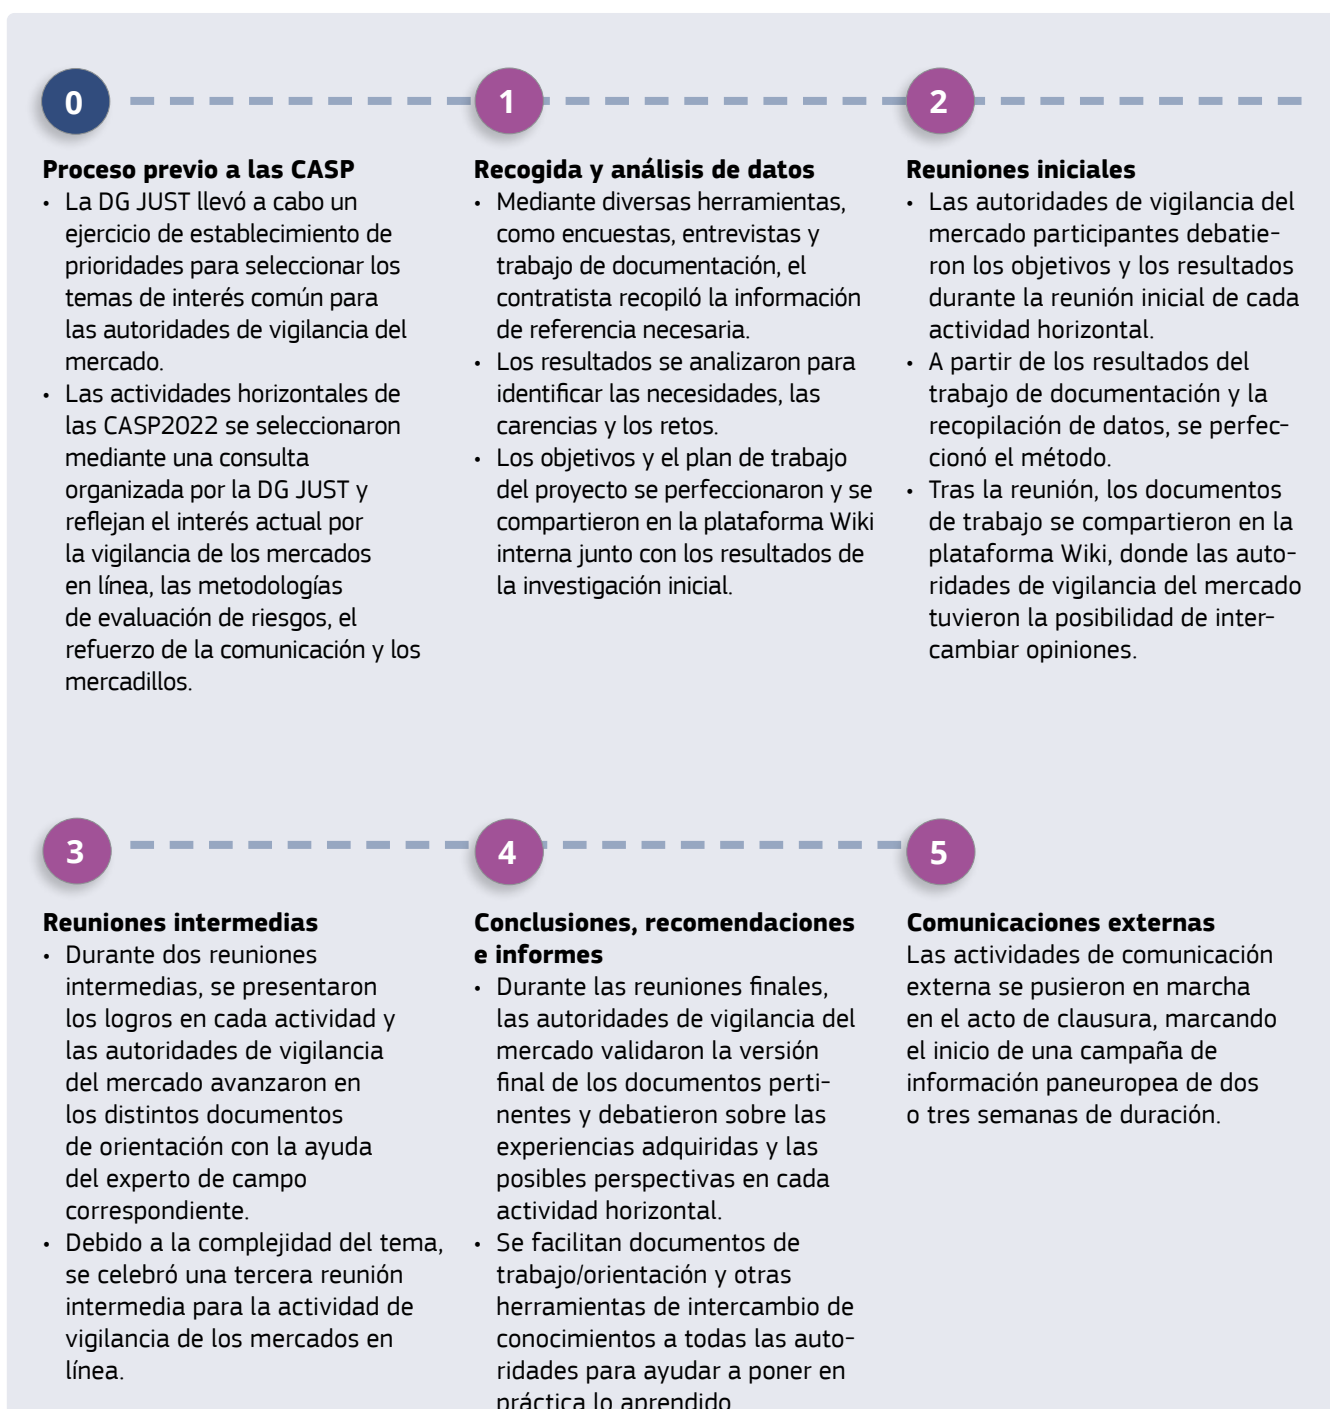 0
Proceso previo a las CASP
• La DG JUST llevó a cabo un
ejercicio de establecimiento de
prioridades para seleccionar los
temas de interés común para
las autoridades de vigilancia del
mercado.
• Las actividades horizontales de
las CASP2022 se seleccionaron
mediante una consulta
organizada por la DG JUST y
reflejan el interés actual por
la vigilancia de los mercados
en línea, las metodologías
de evaluación de riesgos, el
refuerzo de la comunicación y los
mercadillos.
1
Recogida y análisis de datos
• Mediante diversas herramientas,
como encuestas, entrevistas y
trabajo de documentación, el
contratista recopiló la información
de referencia necesaria.
• Los resultados se analizaron para
identificar las necesidades, las
carencias y los retos.
• Los objetivos y el plan de trabajo
del proyecto se perfeccionaron y se
compartieron en la plataforma Wiki
interna junto con los resultados de
la investigación inicial.
2
Reuniones iniciales
• Las autoridades de vigilancia del
mercado participantes debatie-
ron los objetivos y los resultados
durante la reunión inicial de cada
actividad horizontal.
• A partir de los resultados del
trabajo de documentación y la
recopilación de datos, se perfec-
cionó el método.
• Tras la reunión, los documentos
de trabajo se compartieron en la
plataforma Wiki, donde las auto-
ridades de vigilancia del mercado
tuvieron la posibilidad de inter-
cambiar opiniones.
3
Reuniones intermedias
• Durante dos reuniones
intermedias, se presentaron
los logros en cada actividad y
las autoridades de vigilancia
del mercado avanzaron en
los distintos documentos
de orientación con la ayuda
del experto de campo
correspondiente.
• Debido a la complejidad del tema,
se celebró una tercera reunión
intermedia para la actividad de
vigilancia de los mercados en
línea.
4
Conclusiones, recomendaciones
e informes
• Durante las reuniones finales,
las autoridades de vigilancia del
mercado validaron la versión
final de los documentos perti-
nentes y debatieron sobre las
experiencias adquiridas y las
posibles perspectivas en cada
actividad horizontal.
• Se facilitan documentos de
trabajo/orientación y otras
herramientas de intercambio de
conocimientos a todas las auto-
ridades para ayudar a poner en
práctica lo aprendido.
5
Comunicaciones externas
Las actividades de comunicación
externa se pusieron en marcha
en el acto de clausura, marcando
el inicio de una campaña de
información paneuropea de dos
o tres semanas de duración.